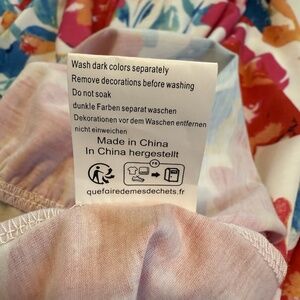 Wash dark colors separately
Remove decorations before washing
Do not soak
dunkle Farben separat waschen
Dekorationen vor dem Waschen entfernen
nicht einweichen
Made in China
In China hergestellt
FR
quefairedemesdechets.fr